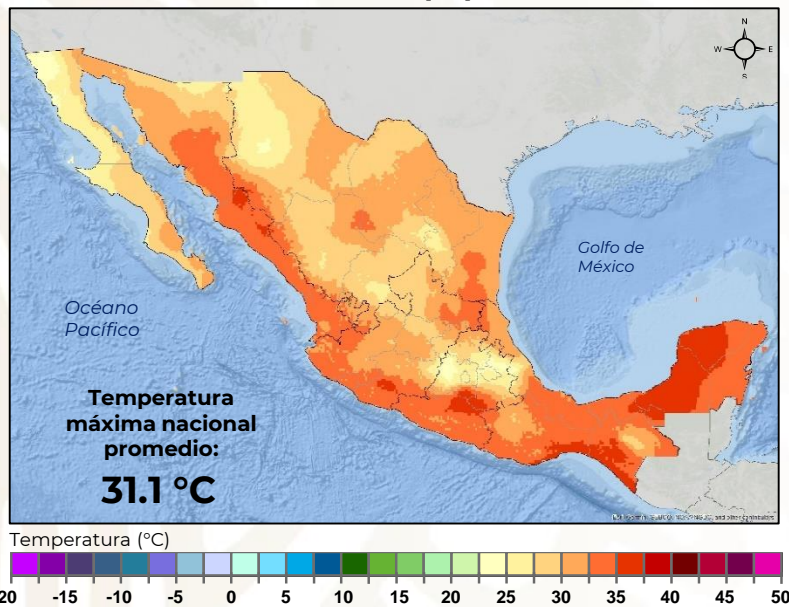 N
W E
S
Golfo de
México
Océano
Pacífico
Temperatura
máxima nacional
promedio:
31.1 °C
Temperatura (°C)
20 -15 -10 -5 0 5 10 15 20 25 30 35 40 45 50